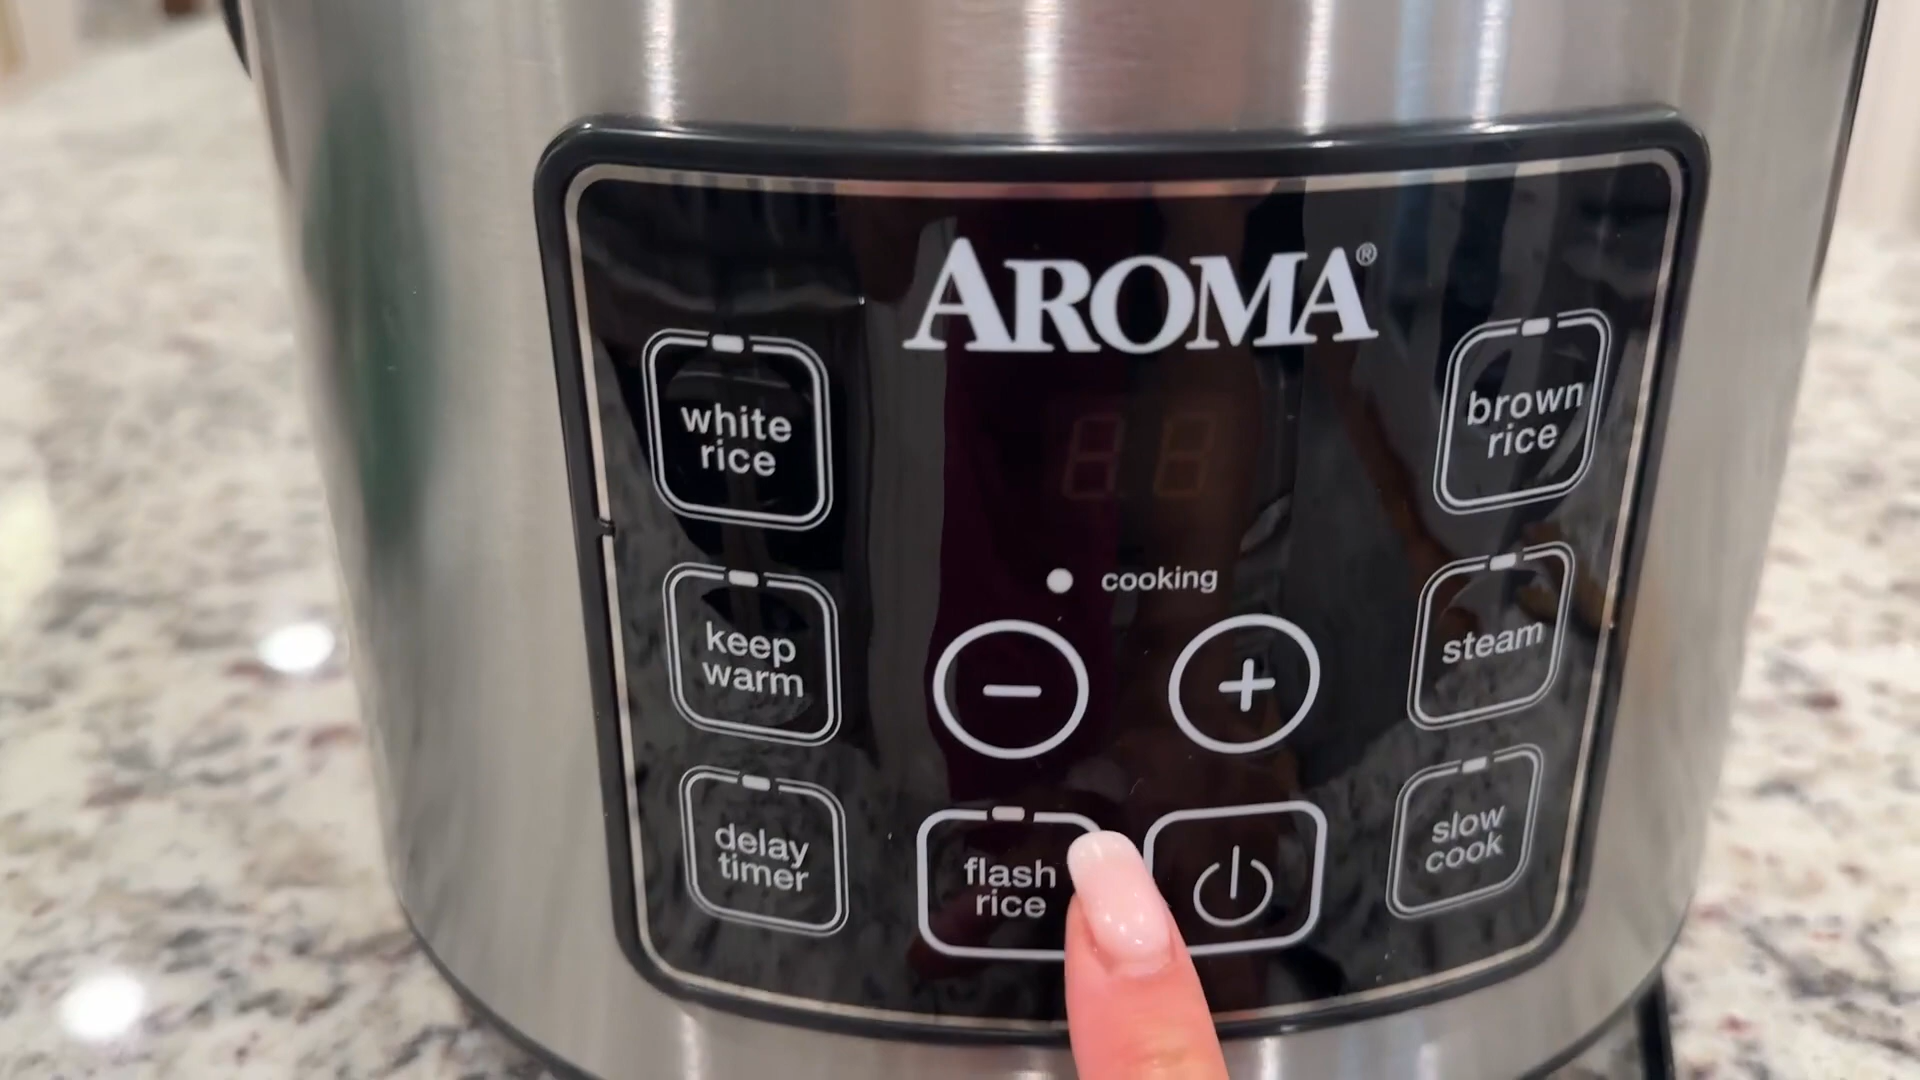 AROMA®
white
rice
brown
rice
cooking
keep
warm
− +
steam
delay
timer
flash
rice
slow
cook